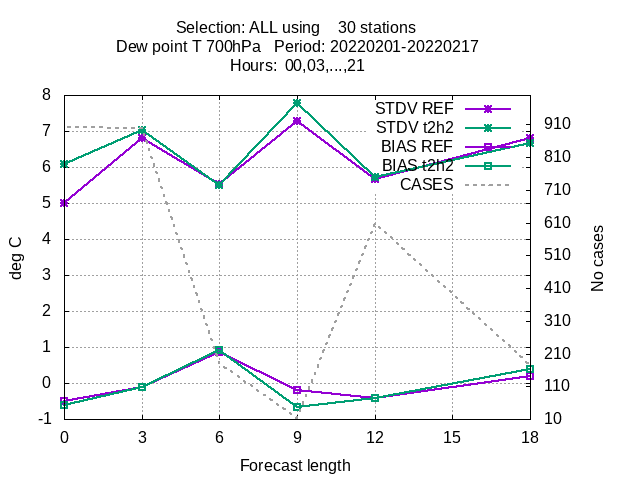 Selection: ALL using    30 stations
Dew point T 700hPa   Period: 20220201-20220217
Hours:  00,03,...,21
STDV REF
STDV t2h2
BIAS REF
BIAS t2h2
CASES
8
7
6
5
4
3
2
1
0
-1
910
810
710
610
510
410
310
210
110
10
deg C
No cases
0 3 6 9 12 15 18
Forecast length